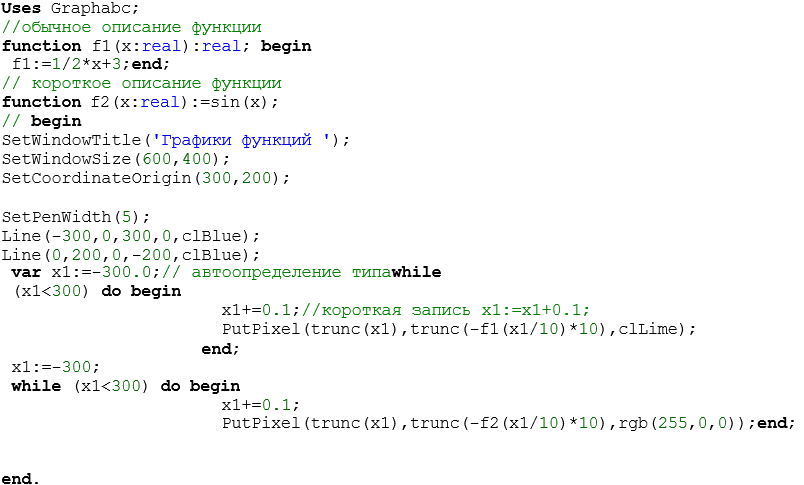 Uses Graphabc;
//обычное описание функции
function f1(x:real):real; begin
f1:=1/2*x+3;end;
// короткое описание функции
function f2(x:real):=sin(x);
// begin
SetWindowTitle('Графики функций ');
SetWindowSize(600,400);
SetCoordinateOrigin(300,200);
SetPenWidth(5);
Line(-300,0,300,0,clBlue);
Line(0,200,0,-200,clBlue);
var x1:=-300.0;// автоопределение типаwhile
(x1<300) do begin
x1+=0.1;//короткая запись x1:=x1+0.1;
PutPixel(trunc(x1),trunc(-f1(x1/10)*10),clLime);
end;
x1:=-300;
while (x1<300) do begin
x1+=0.1;
PutPixel(trunc(x1),trunc(-f2(x1/10)*10),rgb(255,0,0));end;
end.